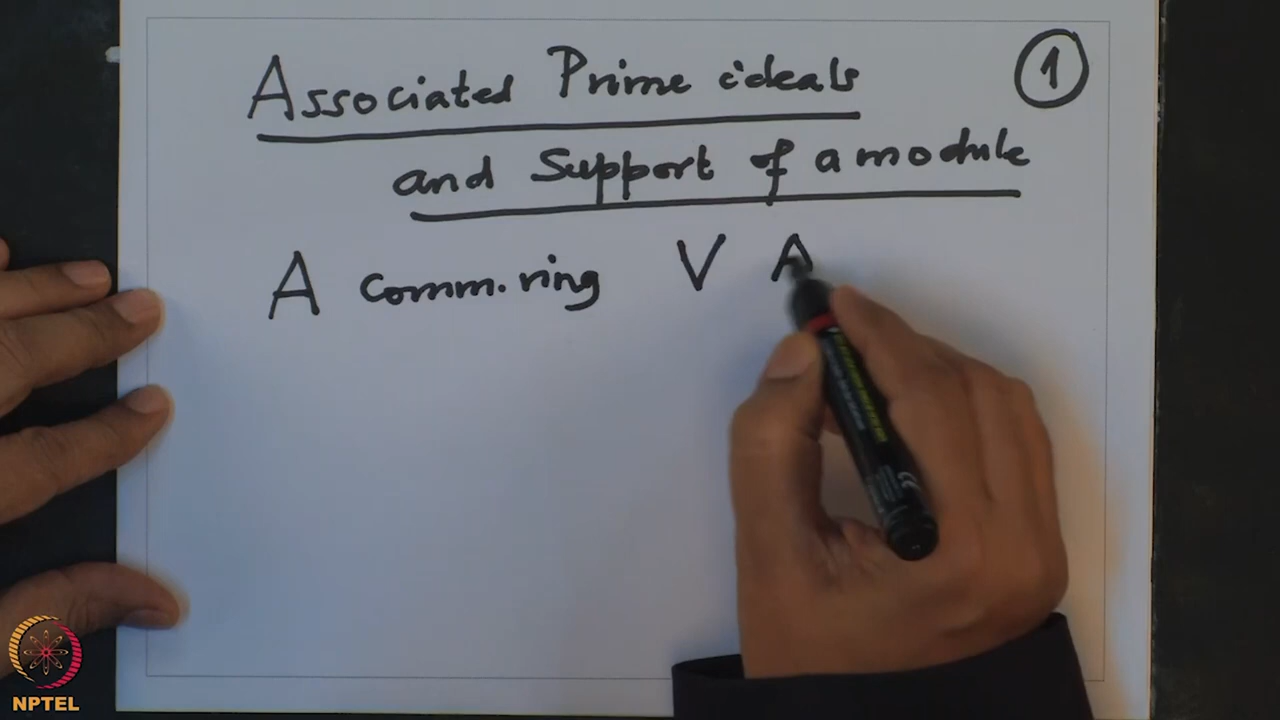 Associated Prime ideals
①
and Support of a module
A comm. ring V A
NPTEL